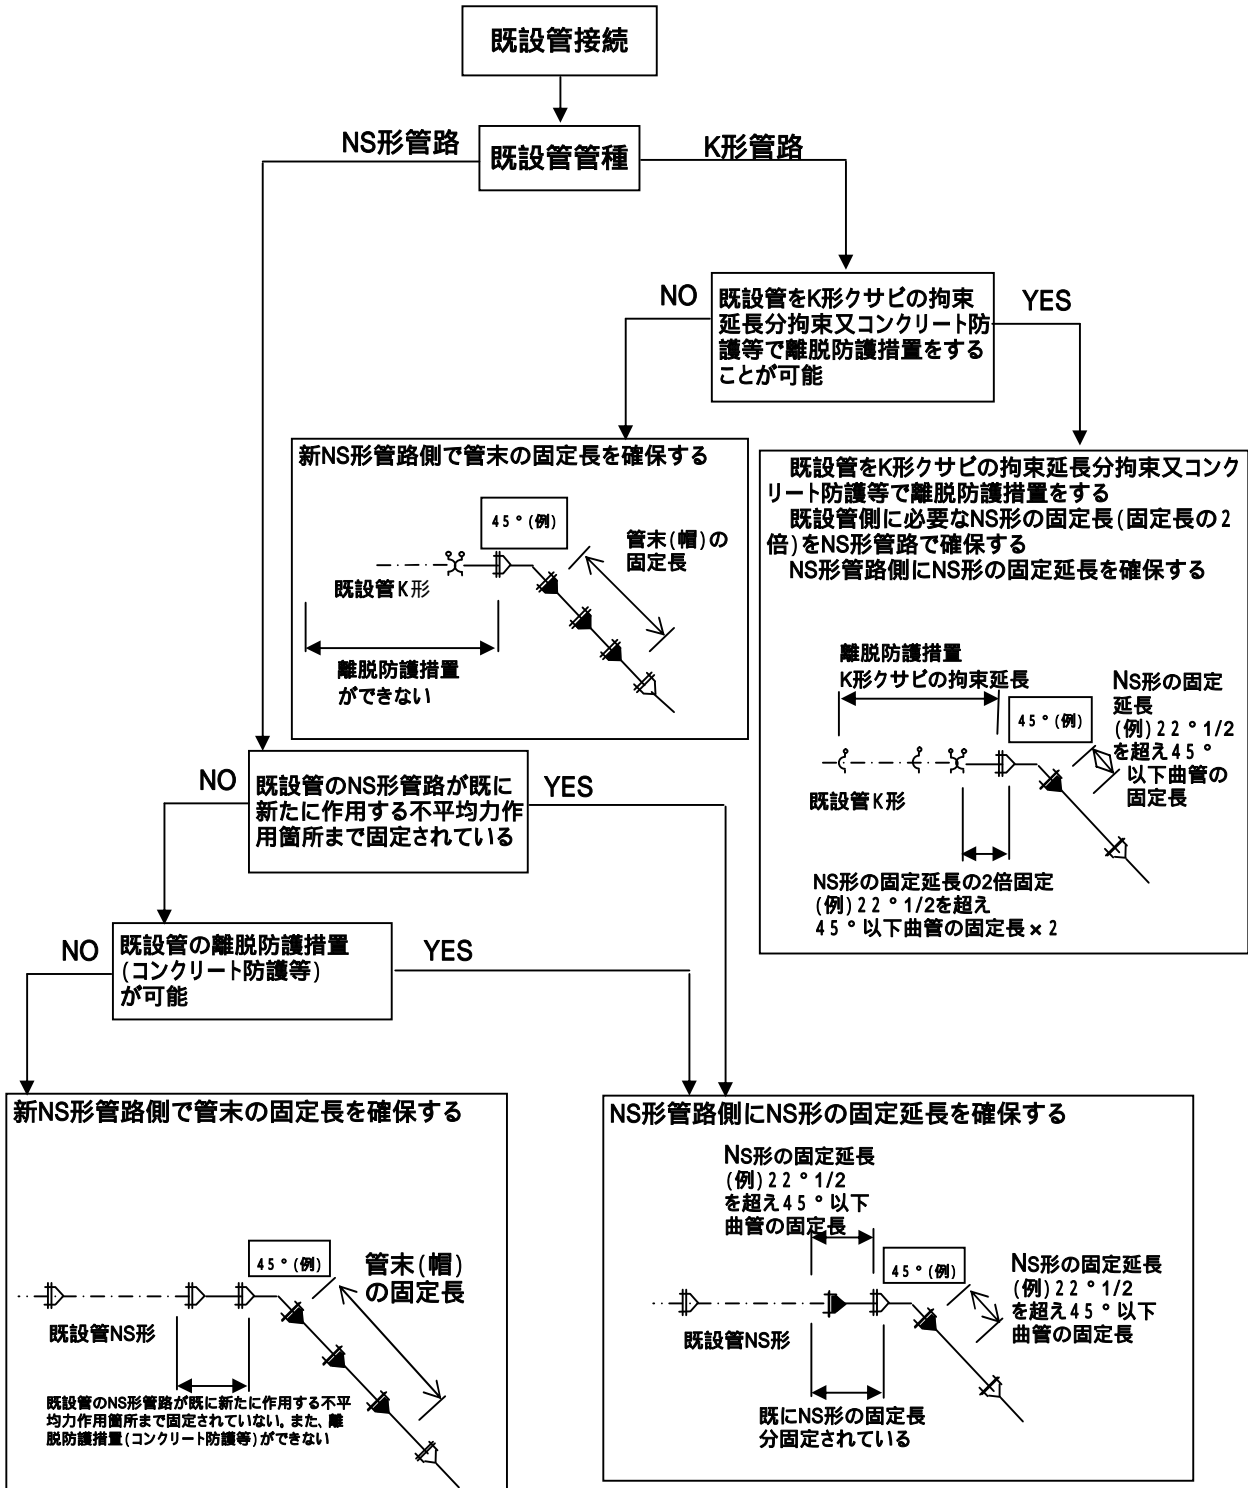 既設管接続
NS形管路
既設管管種
K形管路
NO
既設管をK形クサビの拘束
延長分拘束又コンクリート防
護等で離脱防護措置をする
ことが可能
YES
新NS形管路側で管末の固定長を確保する
45°(例)
管末(帽)の
固定長
既設管K形
離脱防護措置
ができない
既設管をK形クサビの拘束延長分拘束又コンク
リート防護等で離脱防護措置をする
既設管側に必要なNS形の固定長(固定長の2
倍)をNS形管路で確保する
NS形管路側にNS形の固定延長を確保する
離脱防護措置
K形クサビの拘束延長
45°(例)
NS形の固定
延長
(例)22°1/2
を超え45°
以下曲管の
固定長
既設管K形
NS形の固定延長の2倍固定
(例)22°1/2を超え
45°以下曲管の固定長×2
NO
既設管のNS形管路が既に
新たに作用する不平均力作
用箇所まで固定されている
YES
NO
既設管の離脱防護措置
(コンクリート防護等)
が可能
YES
新NS形管路側で管末の固定長を確保する
45°(例)
管末(帽)
の固定長
既設管NS形
既設管のNS形管路が既に新たに作用する不平
均力作用箇所まで固定されていない。また、離
脱防護措置(コンクリート防護等)ができない
NS形管路側にNS形の固定延長を確保する
NS形の固定延長
(例)22°1/2
を超え45°以下
曲管の固定長
45°(例)
NS形の固定延長
(例)22°1/2
を超え45°以下
曲管の固定長
既設管NS形
既にNS形の固定長
分固定されている